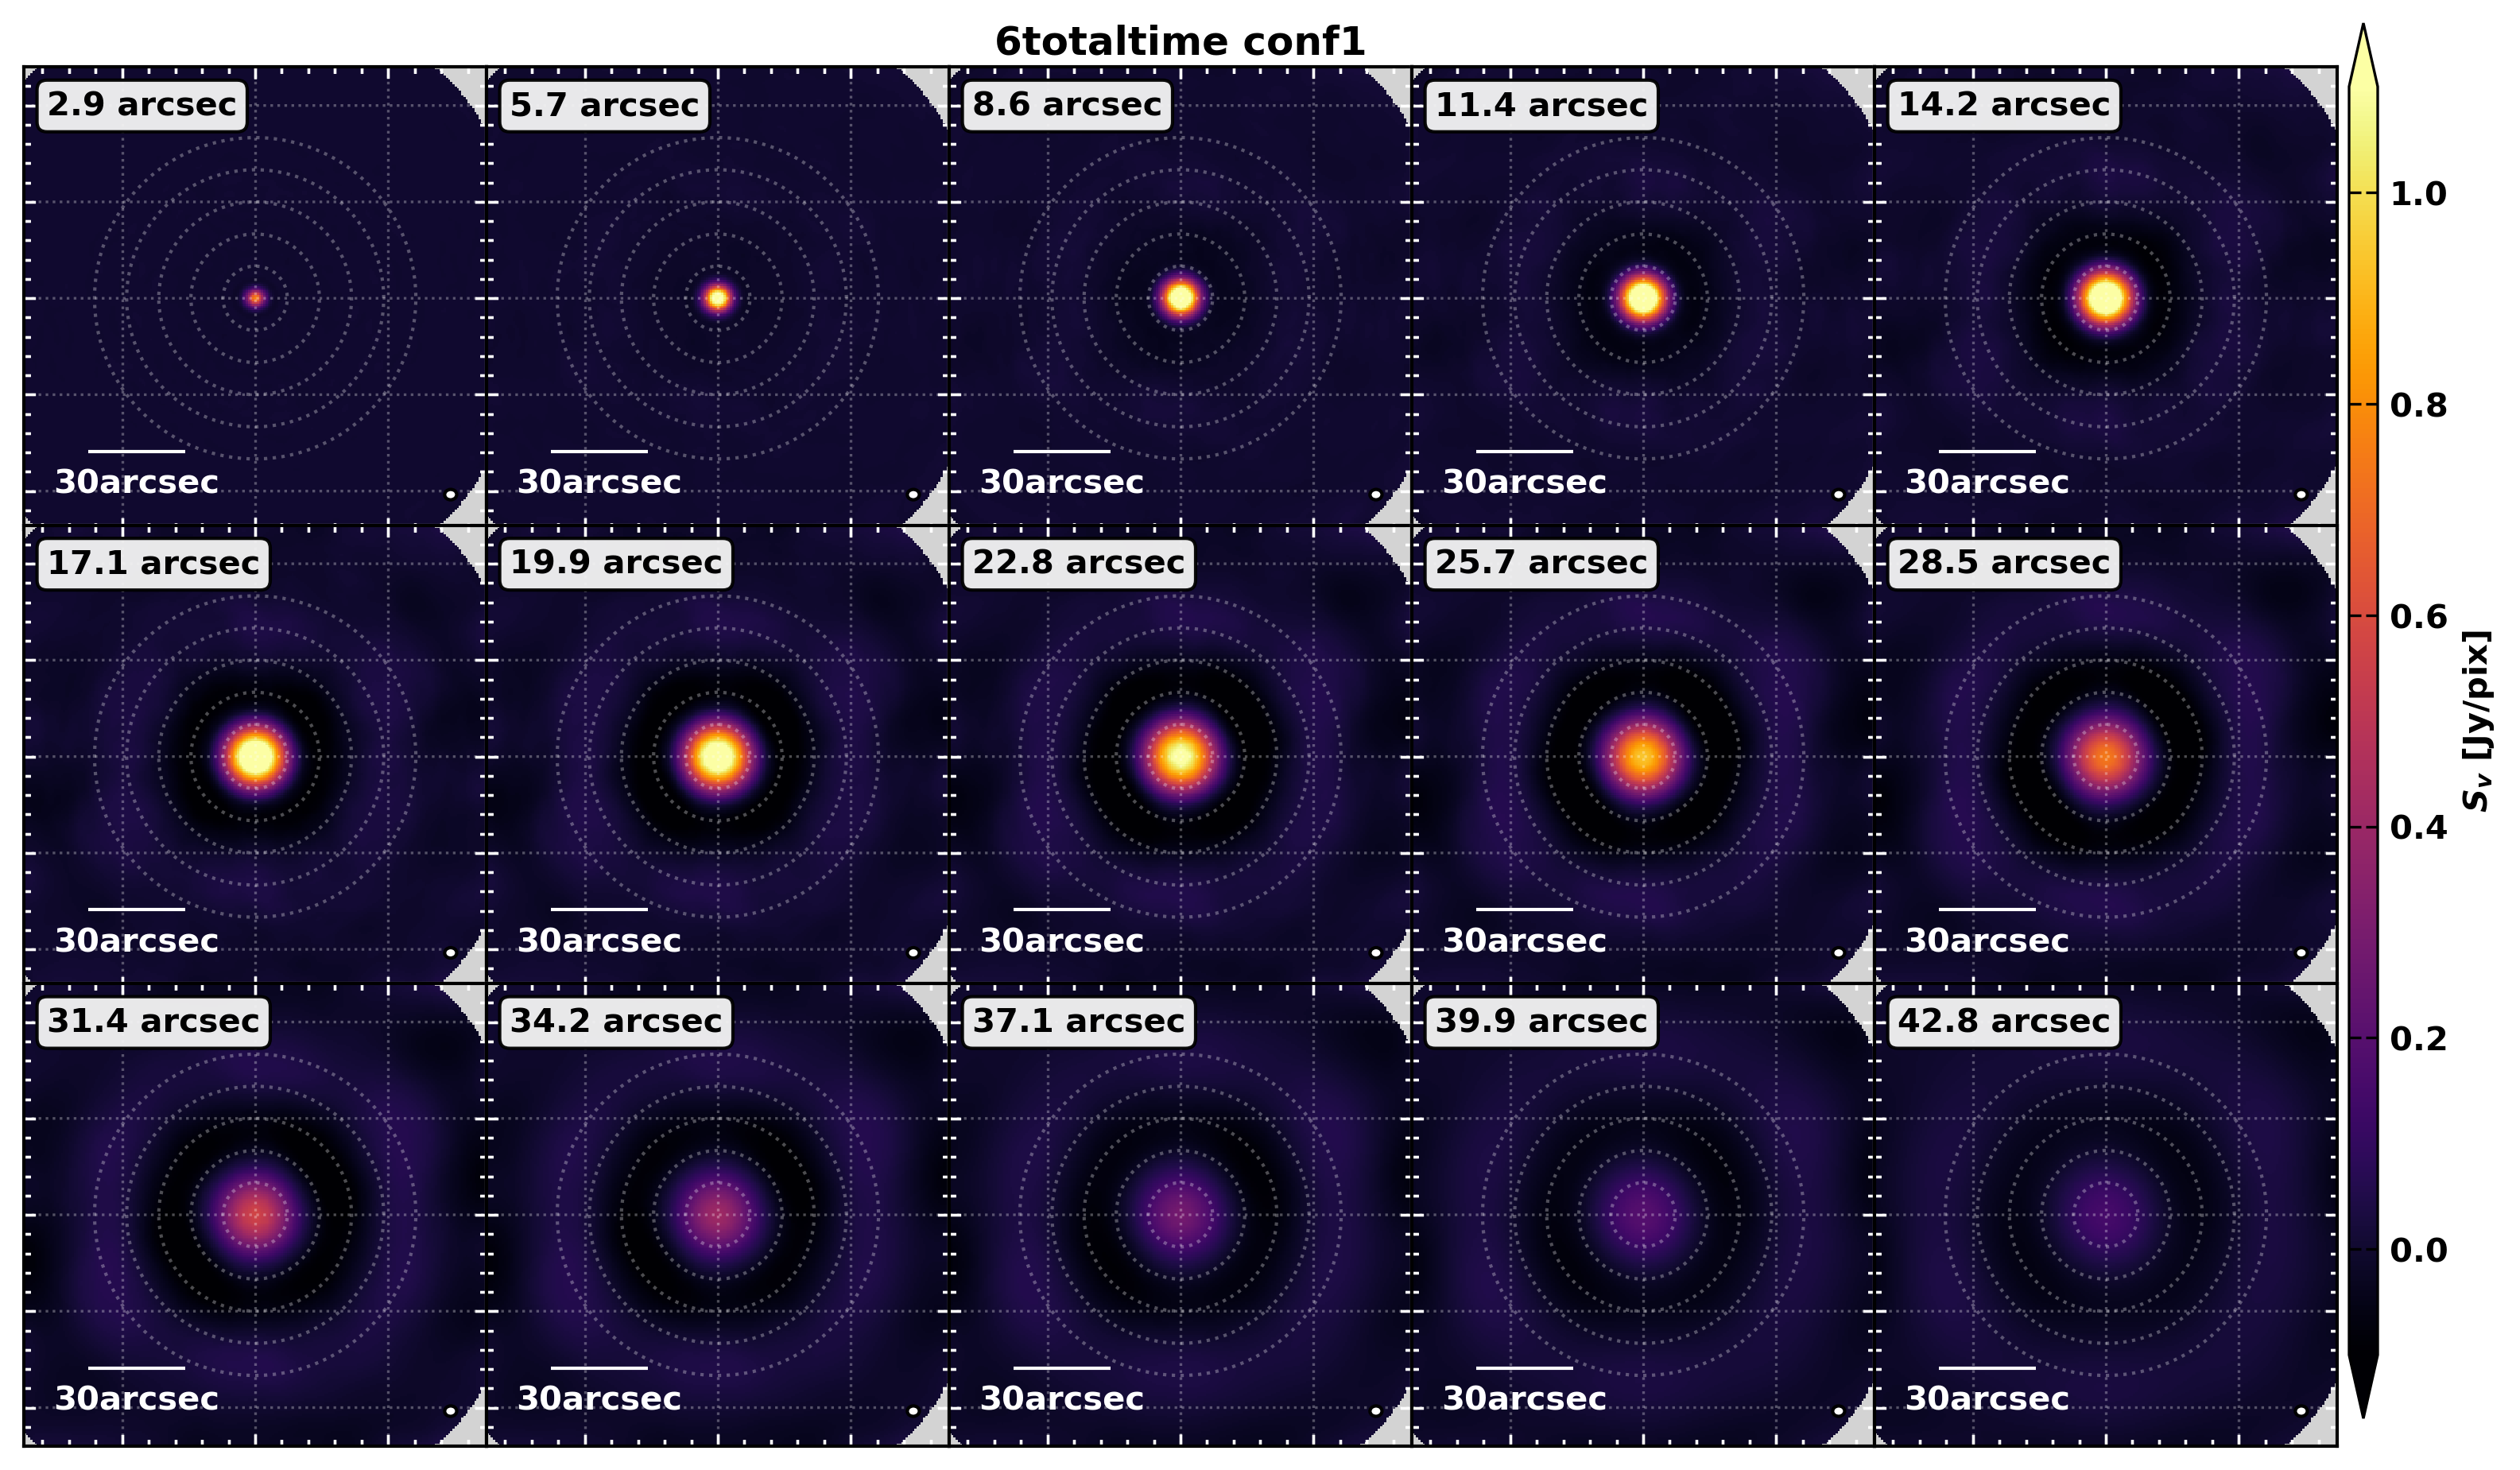 6totaltime conf1
2.9 arcsec
5.7 arcsec
8.6 arcsec
11.4 arcsec
14.2 arcsec
30arcsec
30arcsec
30arcsec
30arcsec
30arcsec
17.1 arcsec
19.9 arcsec
22.8 arcsec
25.7 arcsec
28.5 arcsec
30arcsec
30arcsec
30arcsec
30arcsec
30arcsec
31.4 arcsec
34.2 arcsec
37.1 arcsec
39.9 arcsec
42.8 arcsec
30arcsec
30arcsec
30arcsec
30arcsec
30arcsec
1.0
0.8
0.6
0.4
0.2
0.0
Sν [Jy/pix]